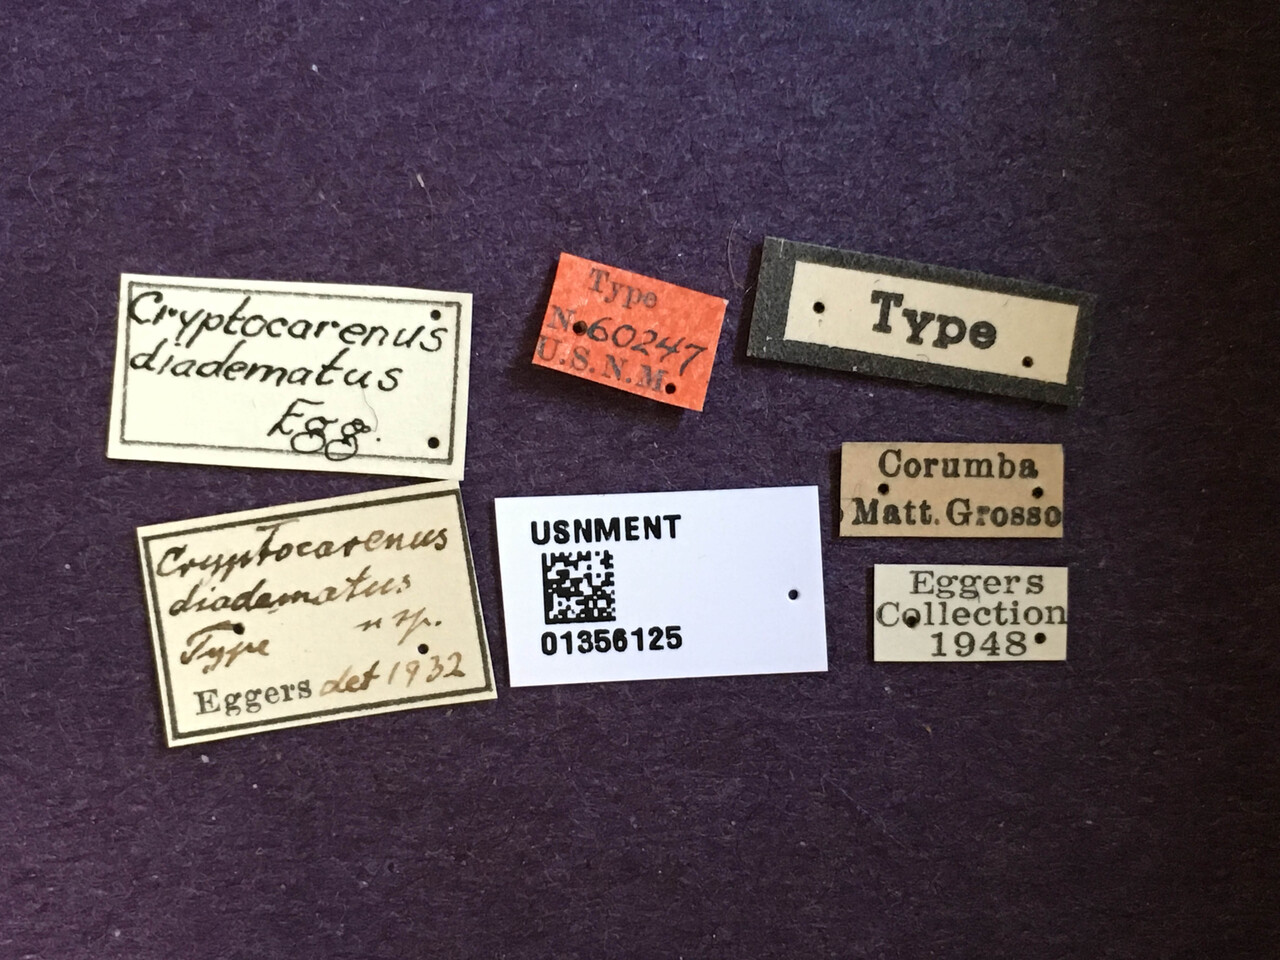 Cryptocarenus
diadematus
Egg.
Type
N.60247
U.S.N.M.
Type
Corumba
Matt. Grosso
Cryptocarenus
diadematus
n sp.
Type
Eggers det 1932
USNMENT
01356125
Eggers
Collection
1948